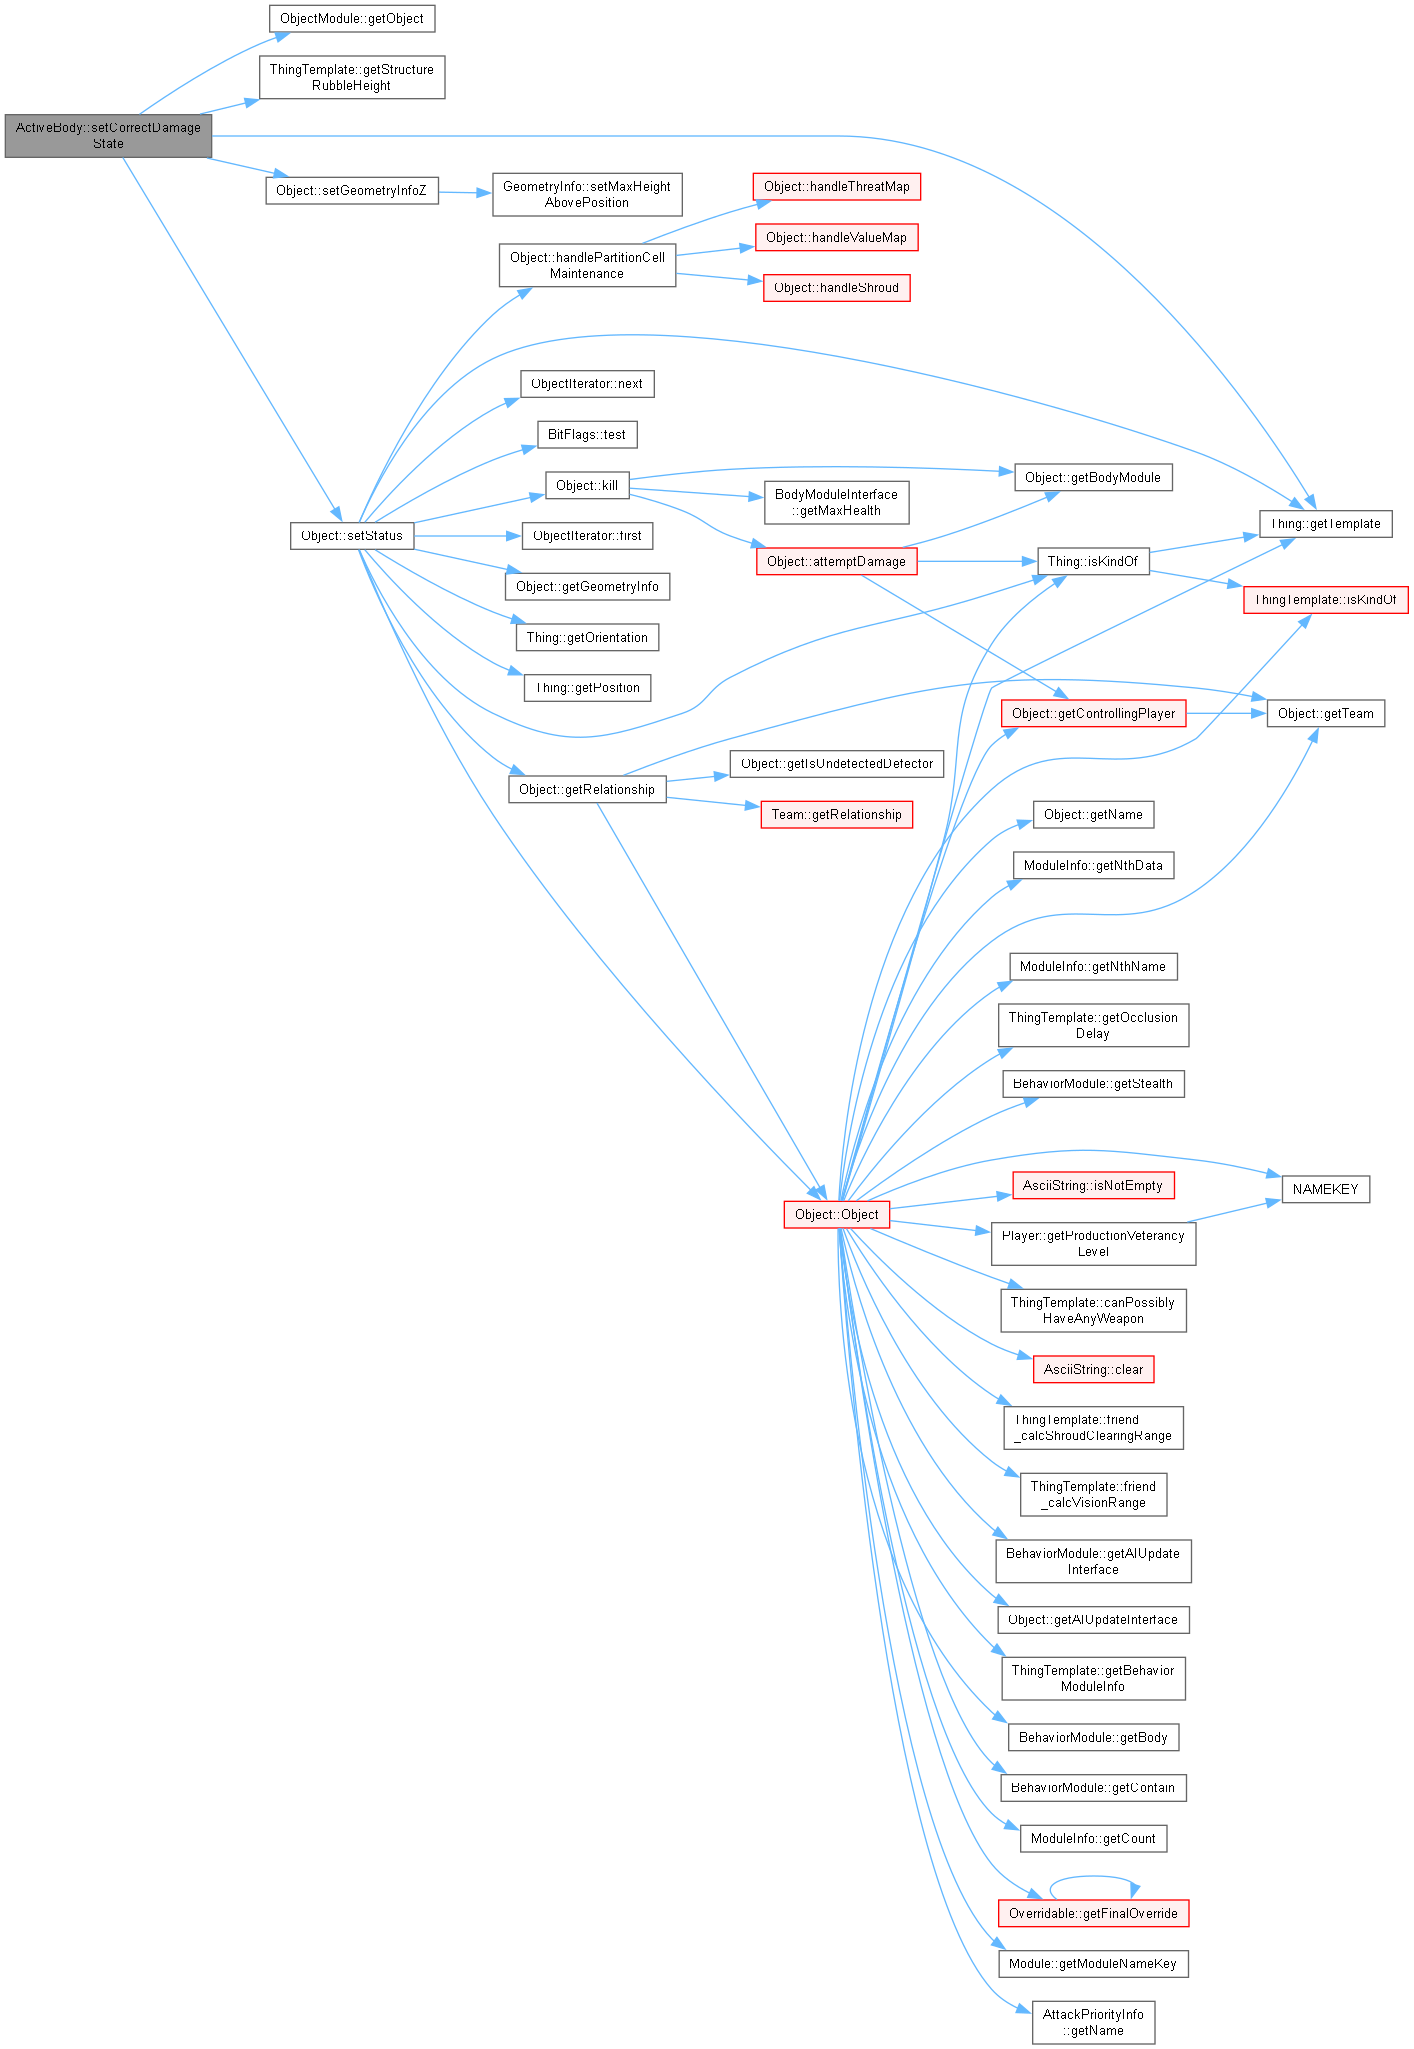 ObjectModule::getObject
ThingTemplate::getStructure
RubbleHeight
ActiveBody::setCorrectDamage
State
Object::setGeometryInfoZ
GeometryInfo::setMaxHeight
AbovePosition
Object::handleThreatMap
Object::handleValueMap
Object::handlePartitionCell
Maintenance
Object::handleShroud
ObjectIterator::next
BitFlags::test
Object::kill
Object::getBodyModule
BodyModuleInterface
::getMaxHealth
Thing::getTemplate
Object::setStatus
ObjectIterator::first
Object::attemptDamage
Thing::isKindOf
Object::getGeometryInfo
ThingTemplate::isKindOf
Thing::getOrientation
Thing::getPosition
Object::getControllingPlayer
Object::getTeam
Object::getIsUndetectedDefector
Object::getRelationship
Team::getRelationship
Object::getName
ModuleInfo::getNthData
ModuleInfo::getNthName
ThingTemplate::getOcclusion
Delay
BehaviorModule::getStealth
AsciiString::isNotEmpty
NAMEKEY
Object::Object
Player::getProductionVeterancy
Level
ThingTemplate::canPossibly
HaveAnyWeapon
AsciiString::clear
ThingTemplate::friend
_calcShroudClearingRange
ThingTemplate::friend
_calcVisionRange
BehaviorModule::getAIUpdate
Interface
Object::getAIUpdateInterface
ThingTemplate::getBehavior
ModuleInfo
BehaviorModule::getBody
BehaviorModule::getContain
ModuleInfo::getCount
Overridable::getFinalOverride
Module::getModuleNameKey
AttackPriorityInfo
::getName